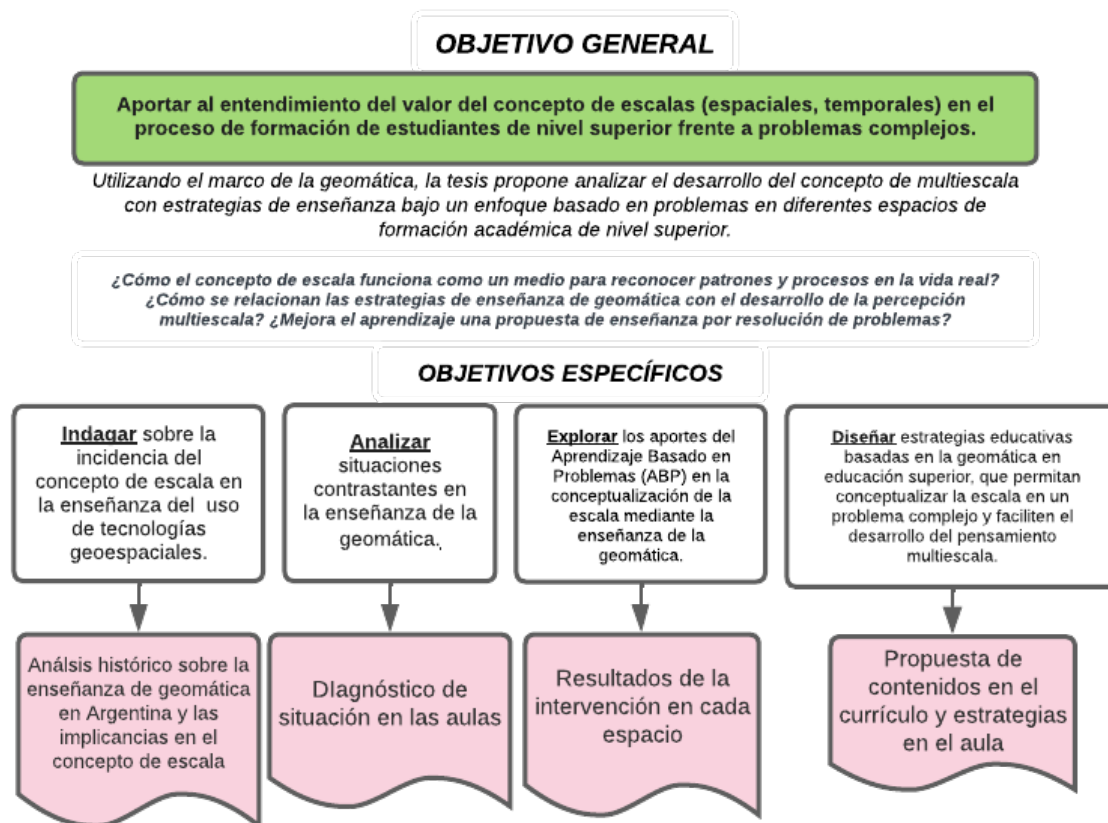 OBJETIVO GENERAL
Aportar al entendimiento del valor del concepto de escalas (espaciales, temporales) en el
proceso de formación de estudiantes de nivel superior frente a problemas complejos.
Utilizando el marco de la geomática, la tesis propone analizar el desarrollo del concepto de multiescala
con estrategias de enseñanza bajo un enfoque basado en problemas en diferentes espacios de
formación académica de nivel superior.
¿Cómo el concepto de escala funciona como un medio para reconocer patrones y procesos en la vida real?
¿Cómo se relacionan las estrategias de enseñanza de geomática con el desarrollo de la percepción
multiescala? ¿Mejora el aprendizaje una propuesta de enseñanza por resolución de problemas?
OBJETIVOS ESPECÍFICOS
Indagar sobre la
incidencia del
concepto de escala en
la enseñanza del uso
de tecnologías
geoespaciales.
Analizar
situaciones
contrastantes en
la enseñanza de la
geomática.
Explorar los aportes del
Aprendizaje Basado en
Problemas (ABP) en la
conceptualización de la
escala mediante la
enseñanza de la
geomática.
Diseñar estrategias educativas
basadas en la geomática en
educación superior, que permitan
conceptualizar la escala en un
problema complejo y faciliten el
desarrollo del pensamiento
multiescala.
Análsis histórico sobre la
enseñanza de geomática
en Argentina y las
implicancias en el
concepto de escala
DIagnóstico de
situación en las aulas
Resultados de la
intervención en cada
espacio
Propuesta de
contenidos en el
currículo y estrategias
en el aula